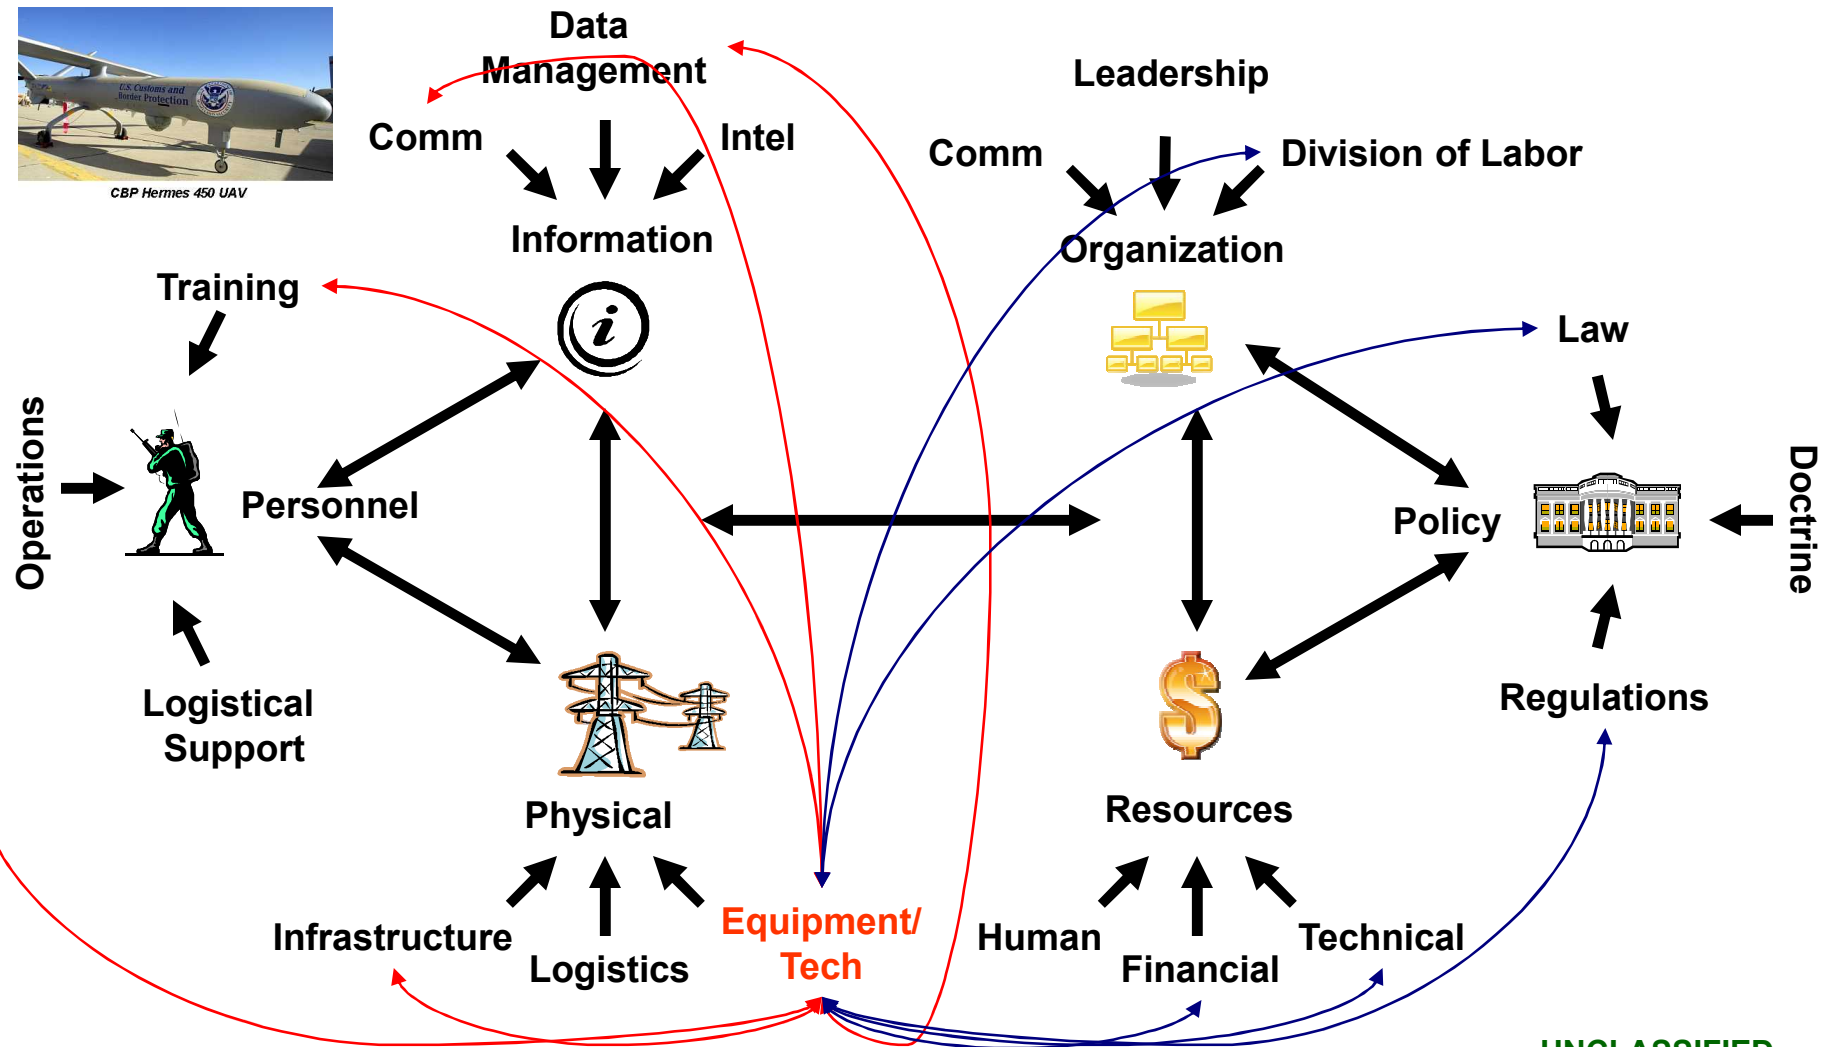 Data
Management
Leadership
U.S. Customs and
Border Protection
CBP Hermes 450 UAV
Comm
Intel
Comm
Division of Labor
Information
Organization
Training
Law
i
Operations
Personnel
Policy
Doctrine
Logistical
Support
Regulations
Physical
Resources
Equipment/
Tech
Infrastructure
Logistics
Human
Financial
Technical
UNCLASSIFIED